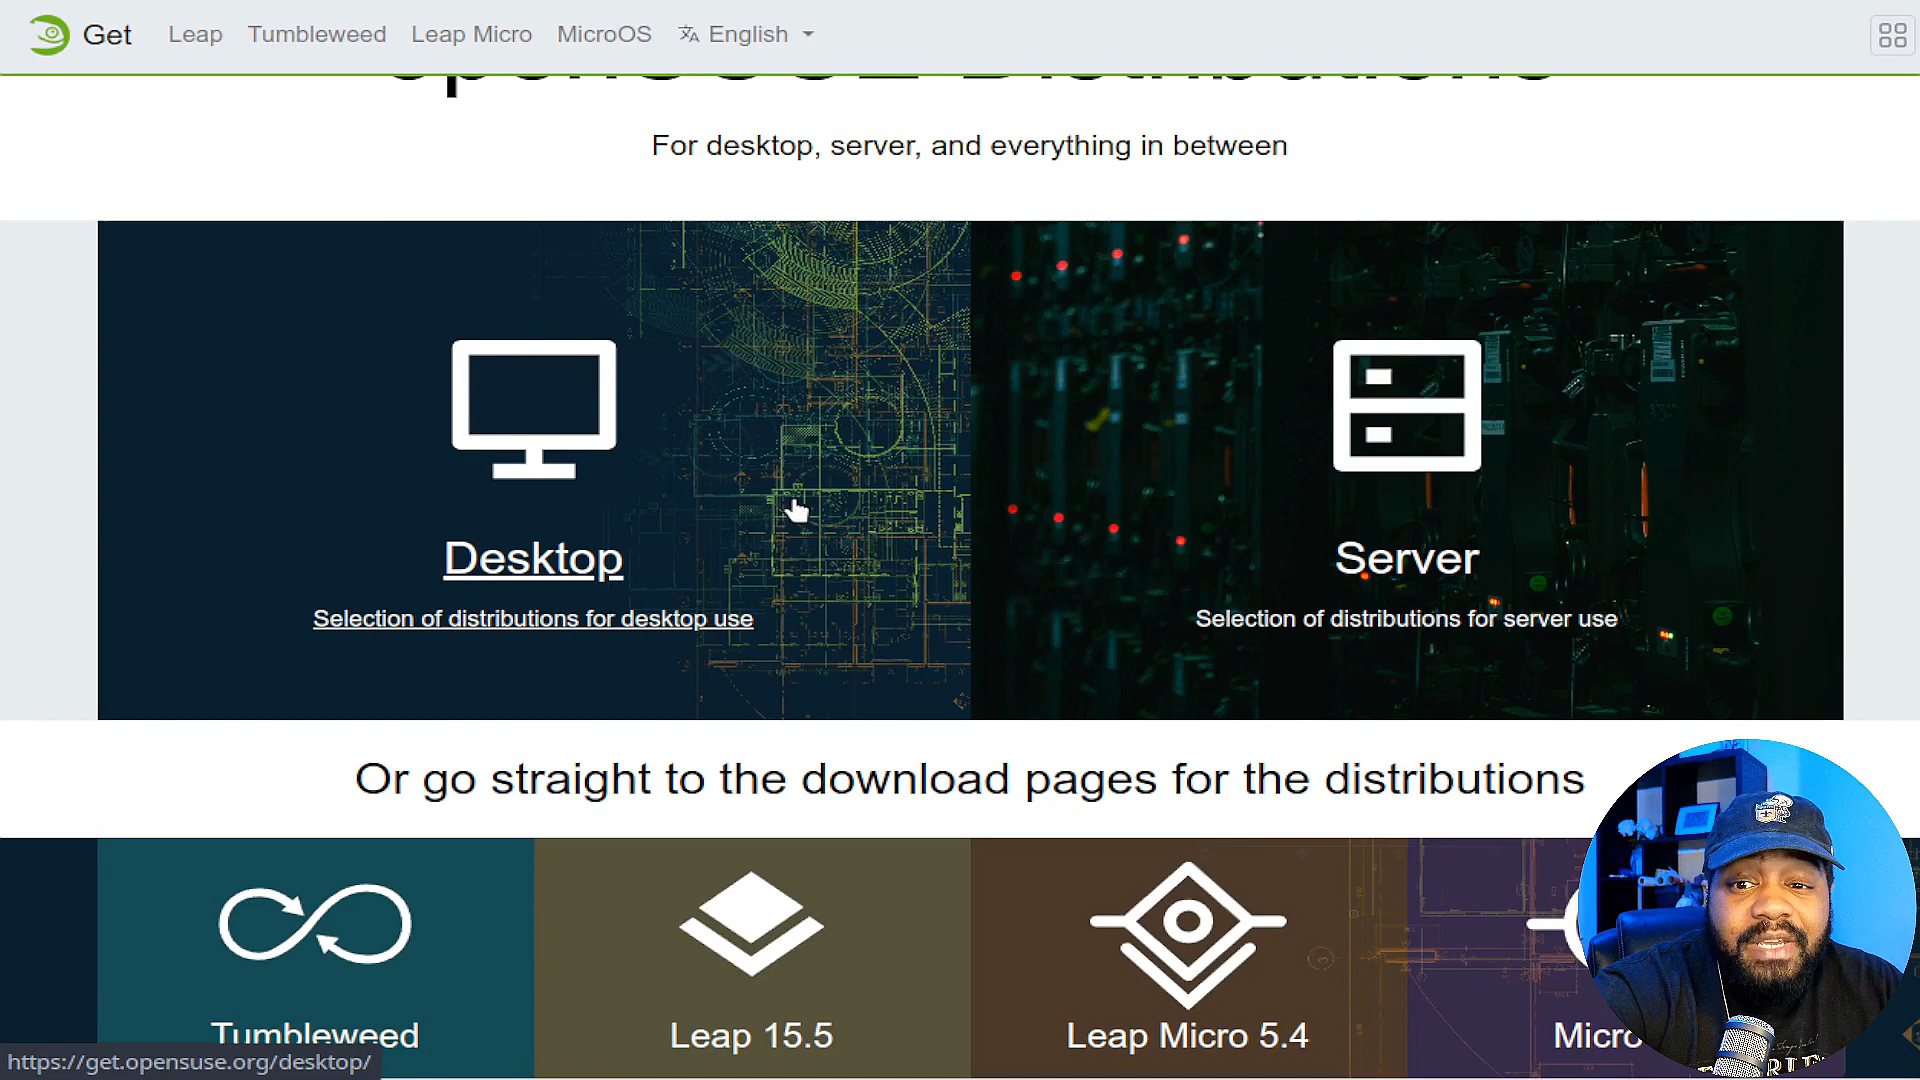 Get
Leap
Tumbleweed
Leap Micro
MicroOS
English
openSUSE Distributions
For desktop, server, and everything in between
Desktop
Selection of distributions for desktop use
Server
Selection of distributions for server use
Or go straight to the download pages for the distributions
Tumbleweed
Leap 15.5
Leap Micro 5.4
Micro
https://get.opensuse.org/desktop/